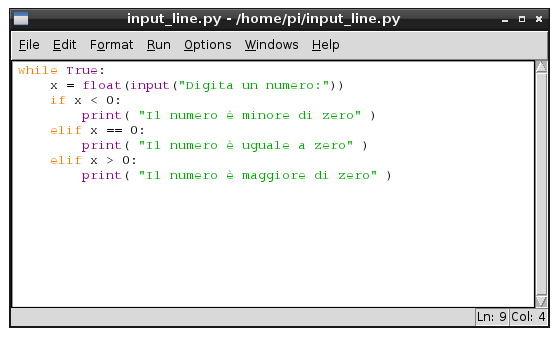 input_line.py - /home/pi/input_line.py
File Edit Format Run Options Windows Help
while True:
    x = float(input("Digita un numero:"))
    if x < 0:
        print( "Il numero è minore di zero" )
    elif x == 0:
        print( "Il numero è uguale a zero" )
    elif x > 0:
        print( "Il numero è maggiore di zero" )
Ln: 9 Col: 4